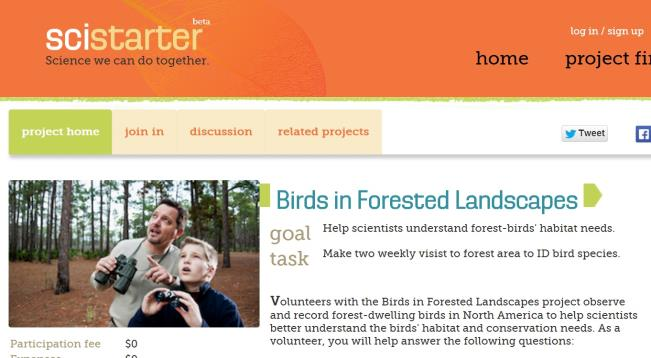 beta
scistarter
Science we can do together.
log in / sign up
home project fi
project home join in discussion related projects
Tweet
Birds in Forested Landscapes
goal Help scientists understand forest-birds' habitat needs.
task Make two weekly visist to forest area to ID bird species.
Volunteers with the Birds in Forested Landscapes project observe
and record forest-dwelling birds in North America to help scientists
better understand the birds' habitat and conservation needs. As a
volunteer, you will help answer the following questions:
Participation fee $0